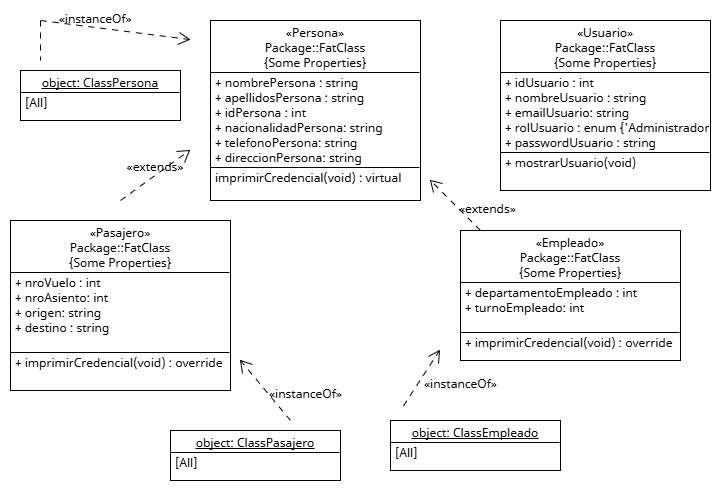 «instanceOf»
object: ClassPersona
[All]
«Persona»
Package::FatClass
{Some Properties}
+ nombrePersona : string
+ apellidosPersona : string
+ idPersona : int
+ nacionalidadPersona: string
+ telefonoPersona: string
+ direccionPersona: string
imprimirCredencial(void) : virtual
«Usuario»
Package::FatClass
{Some Properties}
+ idUsuario : int
+ nombreUsuario : string
+ emailUsuario: string
+ rolUsuario : enum {'Administrador
+ passwordUsuario : string
+ mostrarUsuario(void)
«extends»
«extends»
«Pasajero»
Package::FatClass
{Some Properties}
+ nroVuelo : int
+ nroAsiento: int
+ origen: string
+ destino : string
+ imprimirCredencial(void) : override
«Empleado»
Package::FatClass
{Some Properties}
+ departamentoEmpleado : int
+ turnoEmpleado: int
+ imprimirCredencial(void) : override
«instanceOf»
«instanceOf»
object: ClassPasajero
[All]
object: ClassEmpleado
[All]